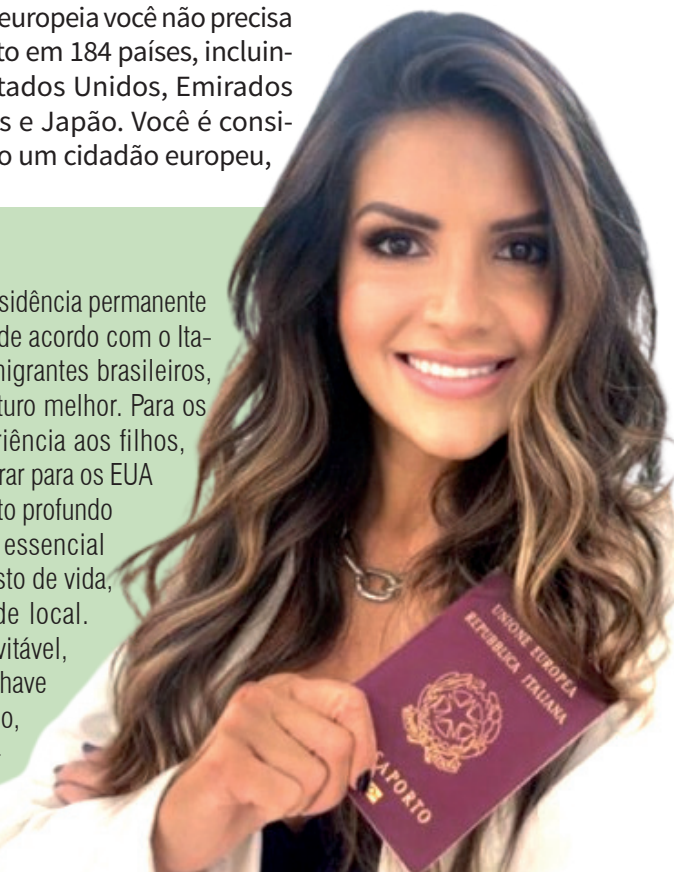 europeia você não precisa
to em 184 países, incluin-
tados Unidos, Emirados
s e Japão. Você é consi-
o um cidadão europeu,
sidência permanente
de acordo com o Ita-
nigrantes brasileiros,
turo melhor. Para os
riência aos filhos,
rar para os EUA
to profundo
essencial
sto de vida,
de local.
vitável,
have
o,
UNIONE EUROPEA
REPUBBLICA ITALIANA
SAPORTO